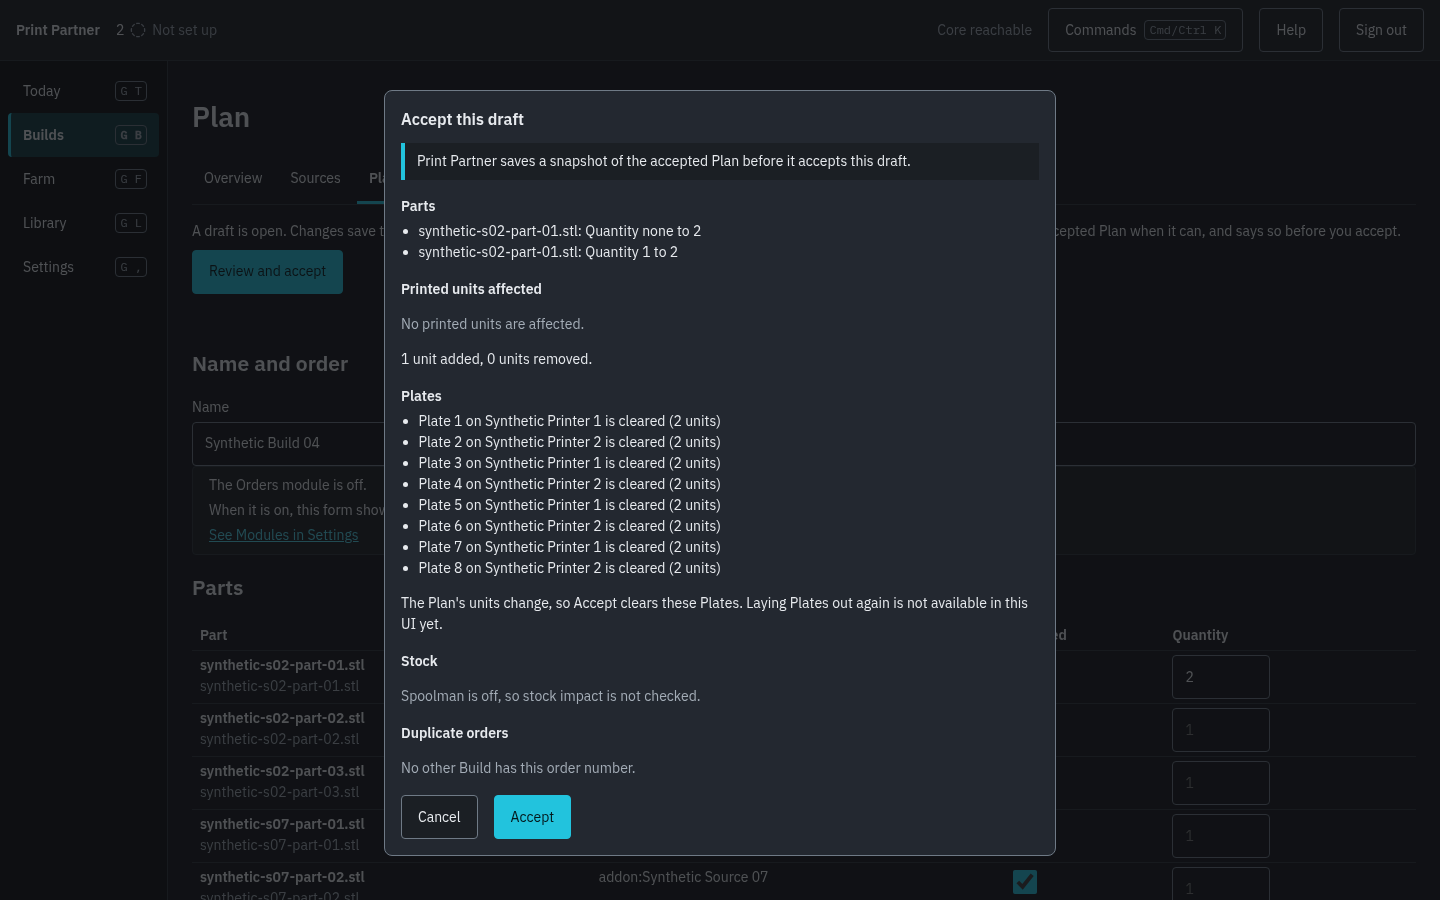 Print Partner
2 Not set up
Core reachable
Commands Cmd/Ctrl K
Help
Sign out
Today G T
Builds G B
Farm G F
Library G L
Settings G ,
Plan
Overview
Sources
A draft is open. Changes save
cepted Plan when it can, and says so before you accept.
Review and accept
Name and order
Name
Synthetic Build 04
The Orders module is off.
When it is on, this form show
See Modules in Settings
Parts
Part
Quantity
synthetic-s02-part-01.stl
synthetic-s02-part-01.stl
2
synthetic-s02-part-02.stl
synthetic-s02-part-02.stl
1
synthetic-s02-part-03.stl
synthetic-s02-part-03.stl
1
synthetic-s07-part-01.stl
synthetic-s07-part-01.stl
1
synthetic-s07-part-02.stl
synthetic-s07-part-02.stl
addon:Synthetic Source 07
1
Accept this draft
Print Partner saves a snapshot of the accepted Plan before it accepts this draft.
Parts
synthetic-s02-part-01.stl: Quantity none to 2
synthetic-s02-part-01.stl: Quantity 1 to 2
Printed units affected
No printed units are affected.
1 unit added, 0 units removed.
Plates
Plate 1 on Synthetic Printer 1 is cleared (2 units)
Plate 2 on Synthetic Printer 2 is cleared (2 units)
Plate 3 on Synthetic Printer 1 is cleared (2 units)
Plate 4 on Synthetic Printer 2 is cleared (2 units)
Plate 5 on Synthetic Printer 1 is cleared (2 units)
Plate 6 on Synthetic Printer 2 is cleared (2 units)
Plate 7 on Synthetic Printer 1 is cleared (2 units)
Plate 8 on Synthetic Printer 2 is cleared (2 units)
The Plan's units change, so Accept clears these Plates. Laying Plates out again is not available in this
UI yet.
Stock
Spoolman is off, so stock impact is not checked.
Duplicate orders
No other Build has this order number.
Cancel
Accept